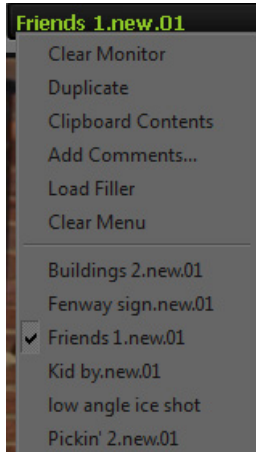 Friends 1.new.01
Clear Monitor
Duplicate
Clipboard Contents
Add Comments...
Load Filler
Clear Menu
Buildings 2.new.01
Fenway sign.new.01
Friends 1.new.01
Kid by.new.01
low angle ice shot
Pickin' 2.new.01